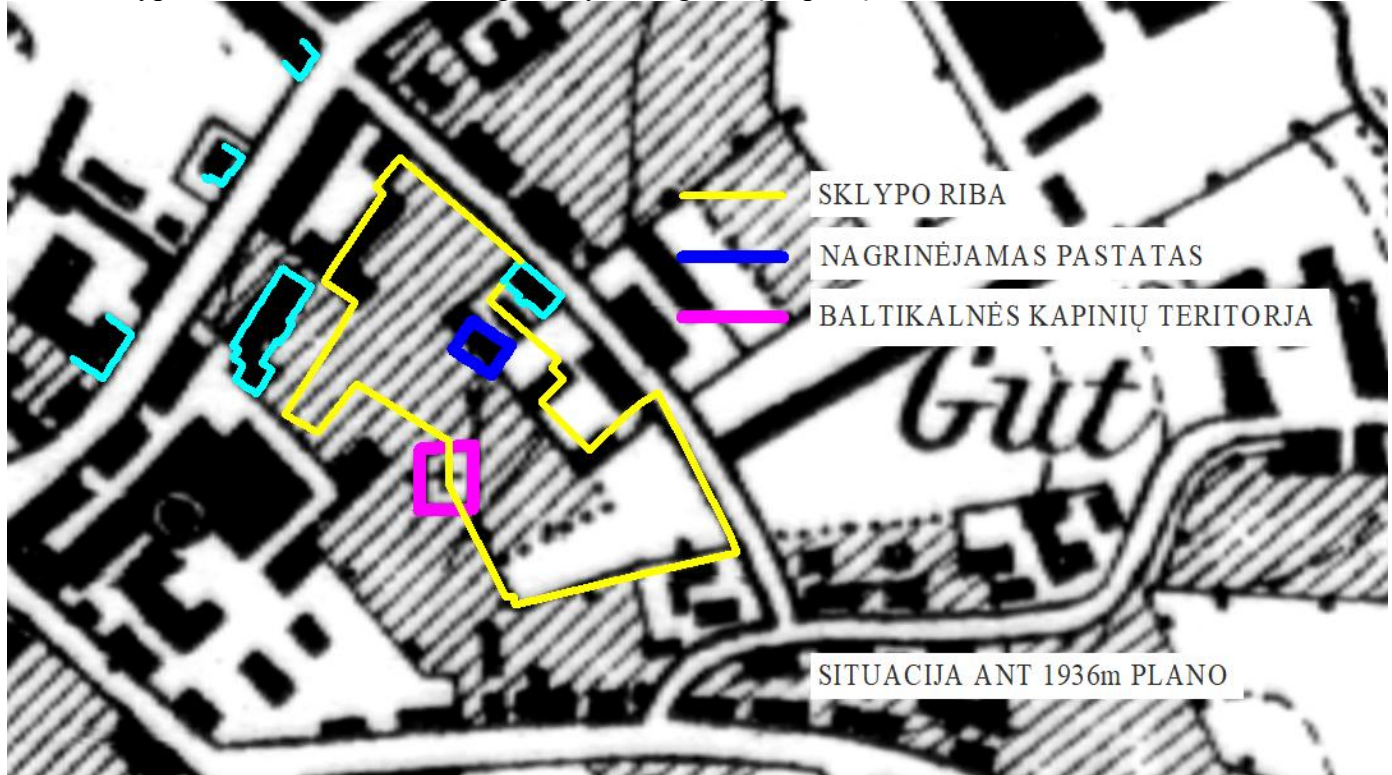 SKLYPO RIBA
NAGRINĖJAMAS PASTATAS
BALTIKALNĖS KAPINIŲ TERITORJA
Gut
SITUACIJA ANT 1936m PLANO